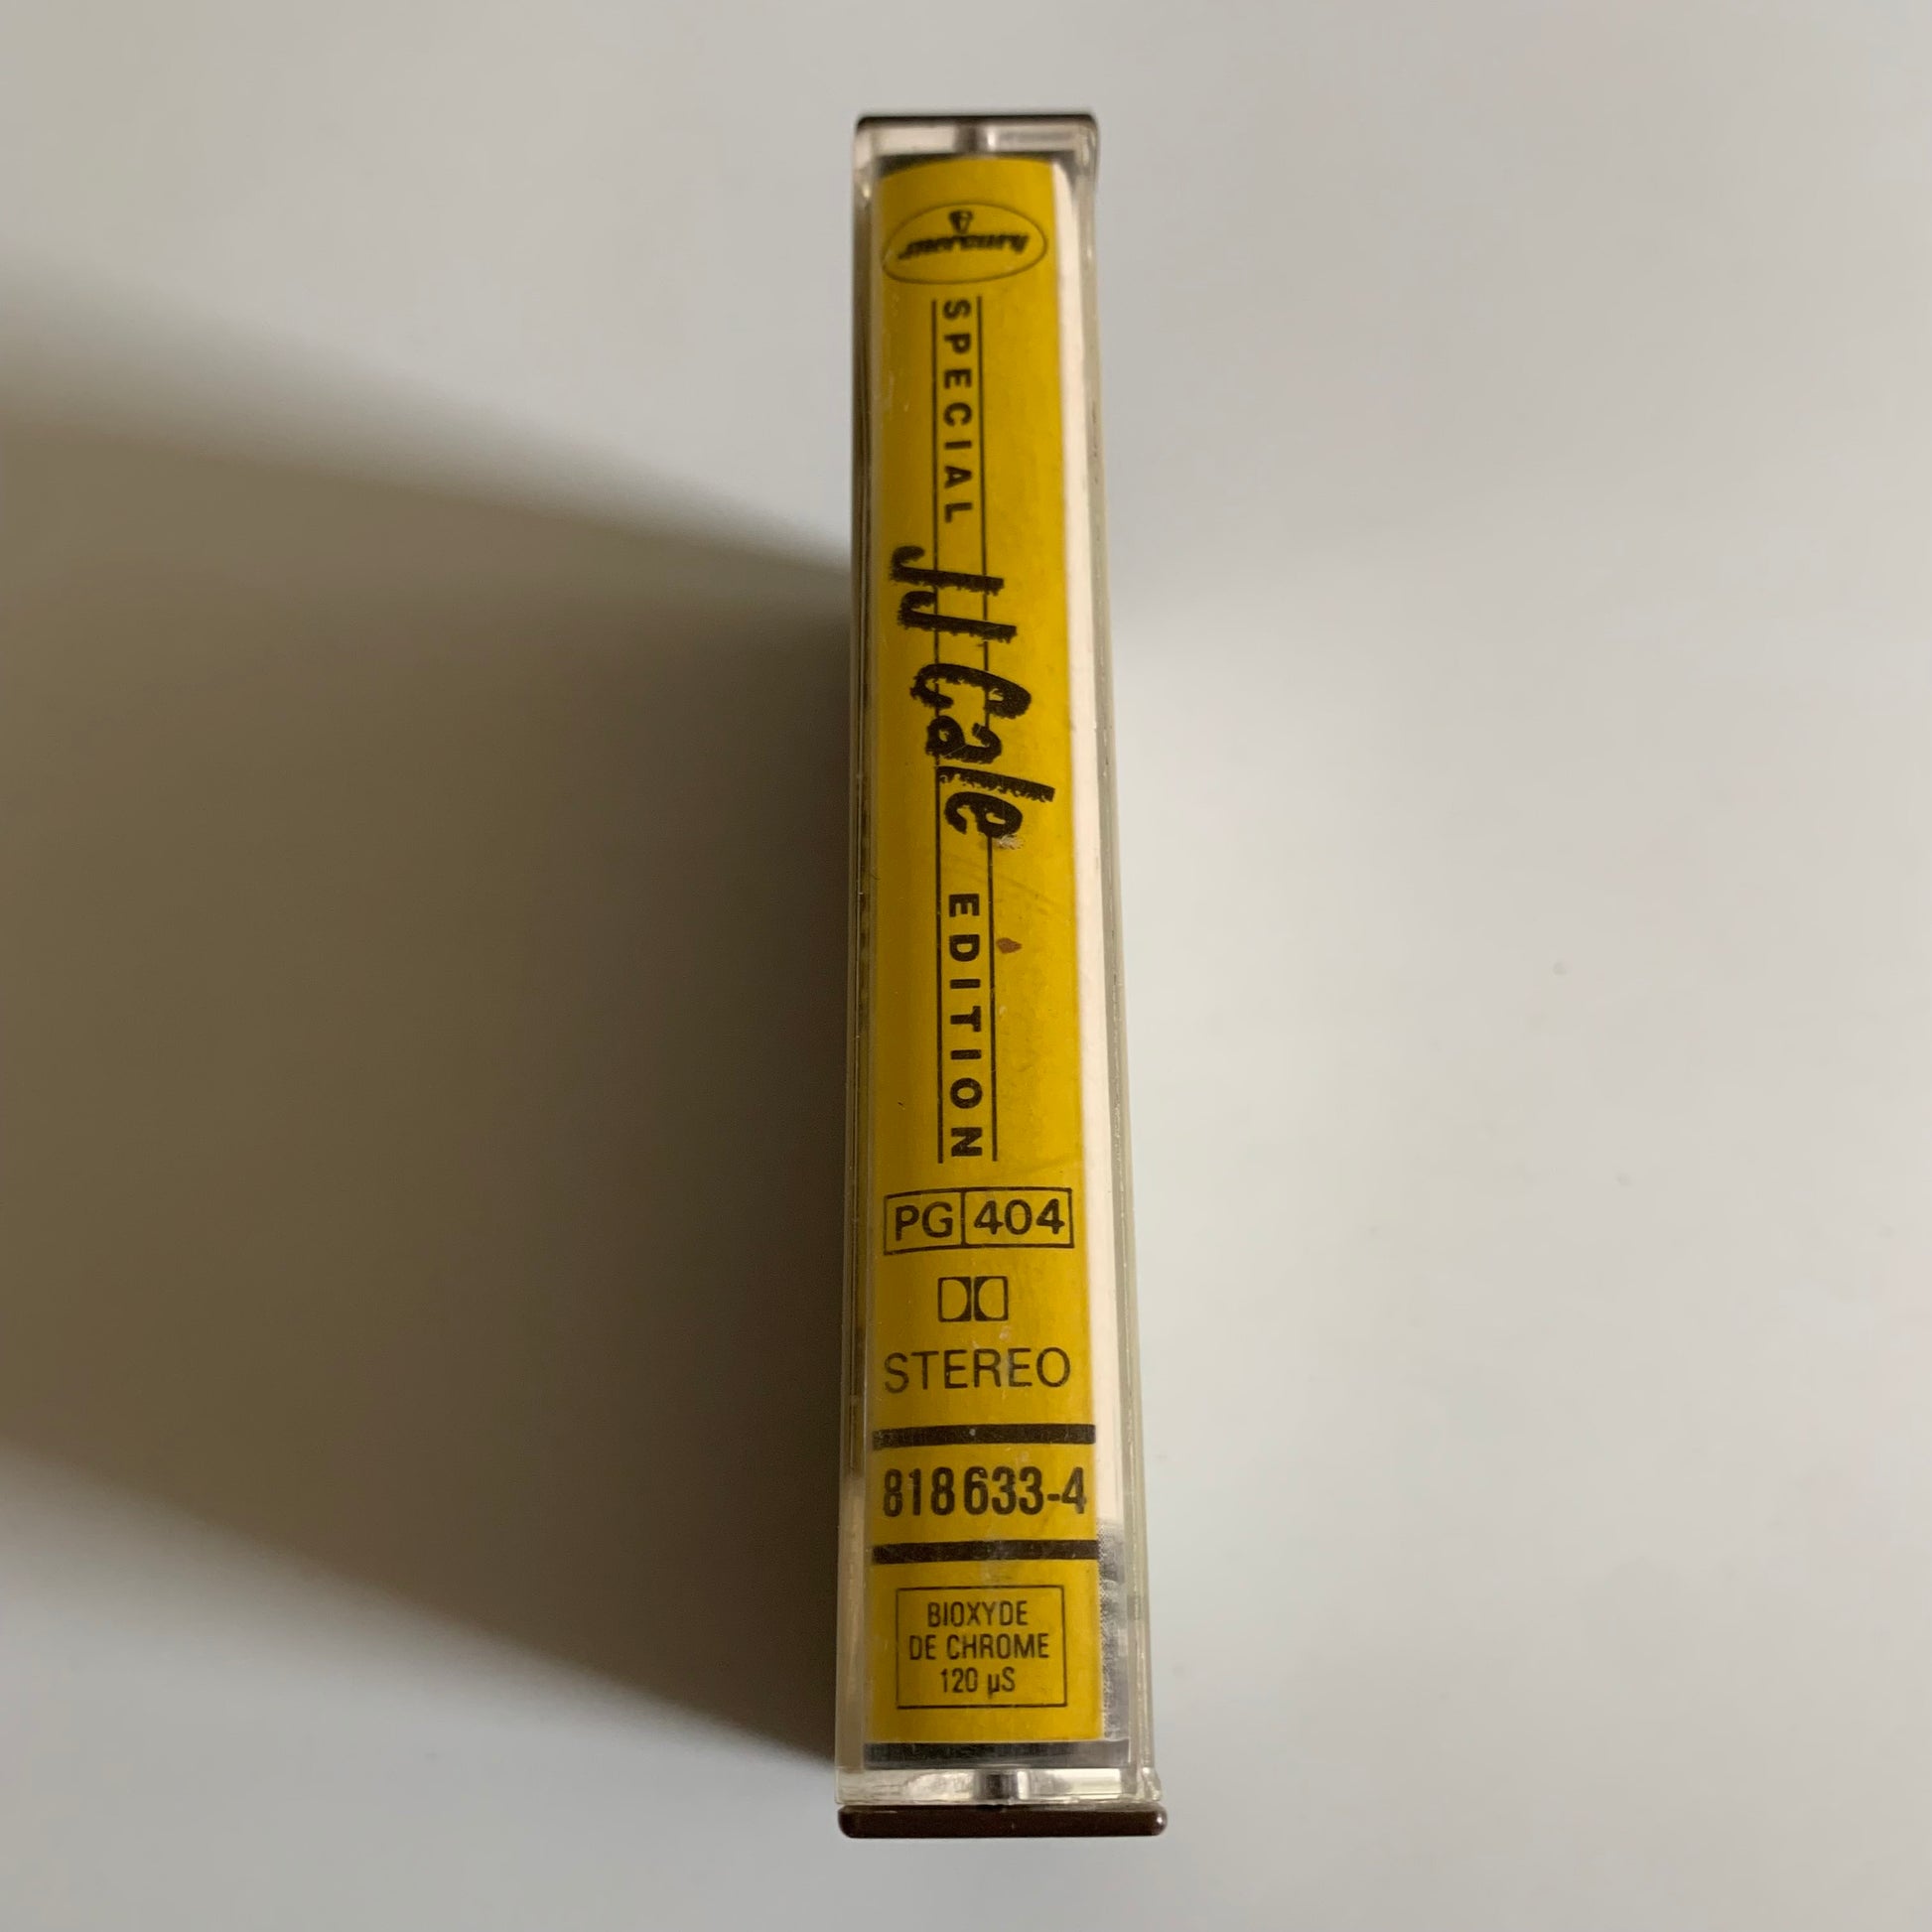 mercury
SPECIAL
JJ Cale
EDITION
PG 404
STEREO
818 633-4
BIOXYDE
DE CHROME
120 µS